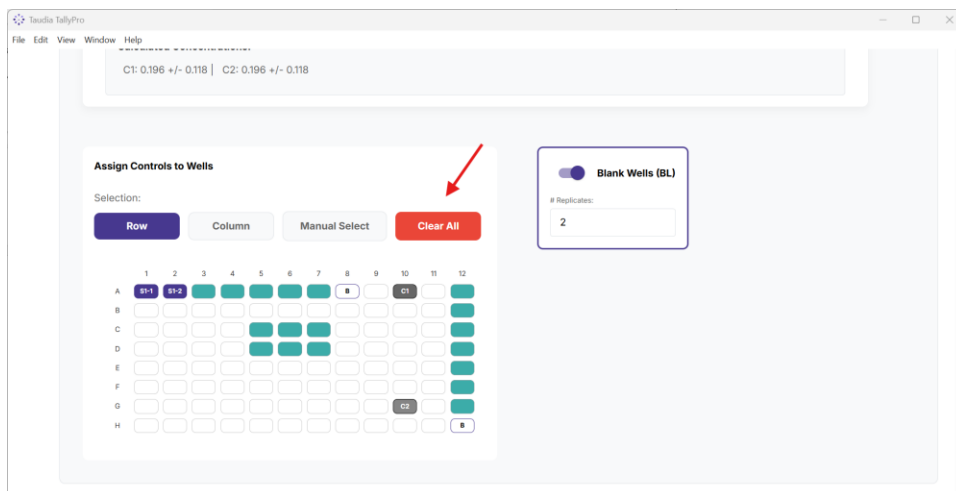 Taudia TallyPro
File Edit View Window Help
Calculated Concentrations:
C1: 0.196 +/- 0.118 | C2: 0.196 +/- 0.118
Assign Controls to Wells
Selection:
Row Column Manual Select Clear All
1 2 3 4 5 6 7 8 9 10 11 12
A S1-1 S1-2 B C1
B
C
D
E
F
G C2
H B
Blank Wells (BL)
# Replicates:
2